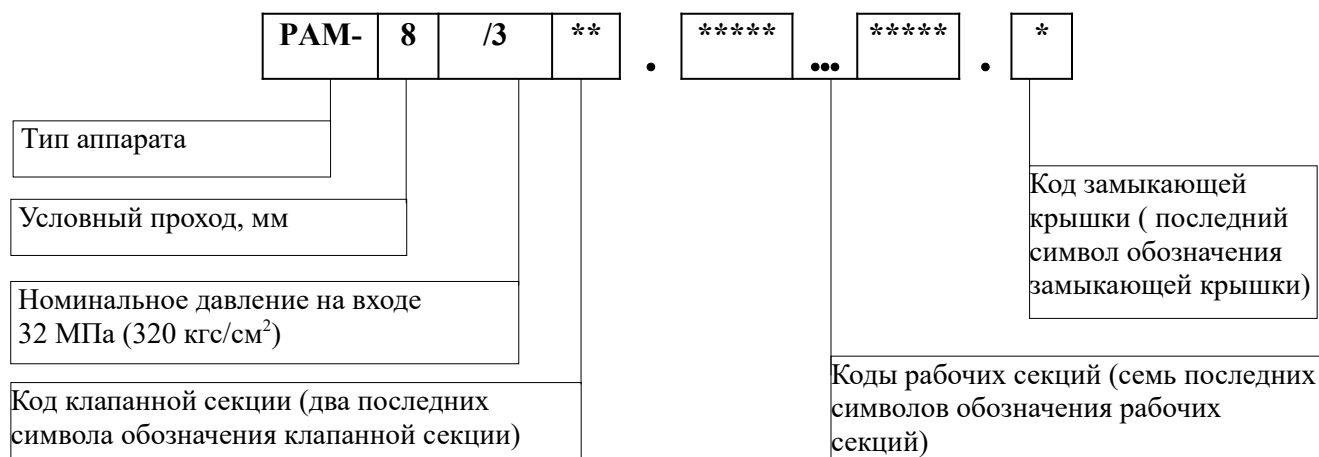 РАМ- 8 /3 ** . ***** ... ***** . *
Тип аппарата
Условный проход, мм
Номинальное давление на входе
32 МПа (320 кгс/см²)
Код клапанной секции (два последних
символа обозначения клапанной секции)
Код замыкающей
крышки ( последний
символ обозначения
замыкающей крышки)
Коды рабочих секций (семь последних
символов обозначения рабочих
секций)